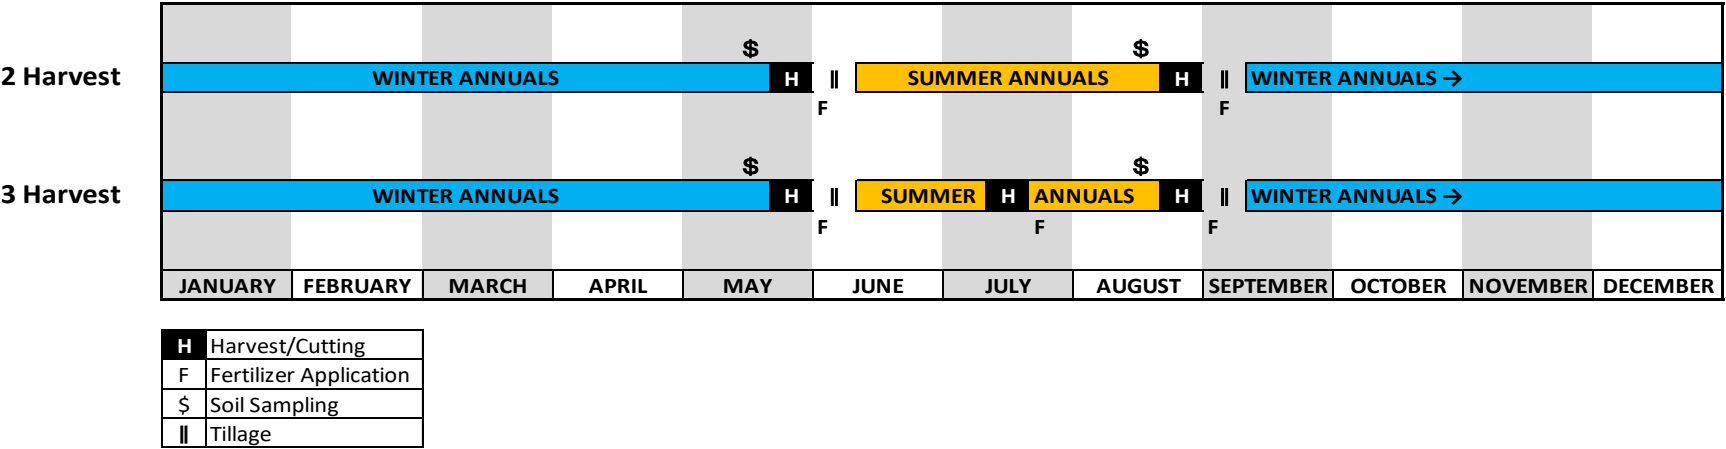 $ $
2 Harvest WINTER ANNUALS H || SUMMER ANNUALS H || WINTER ANNUALS →
F F
$ $
3 Harvest WINTER ANNUALS H || SUMMER H ANNUALS H || WINTER ANNUALS →
F F F
JANUARY FEBRUARY MARCH APRIL MAY JUNE JULY AUGUST SEPTEMBER OCTOBER NOVEMBER DECEMBER
H Harvest/Cutting
F Fertilizer Application
$ Soil Sampling
|| Tillage